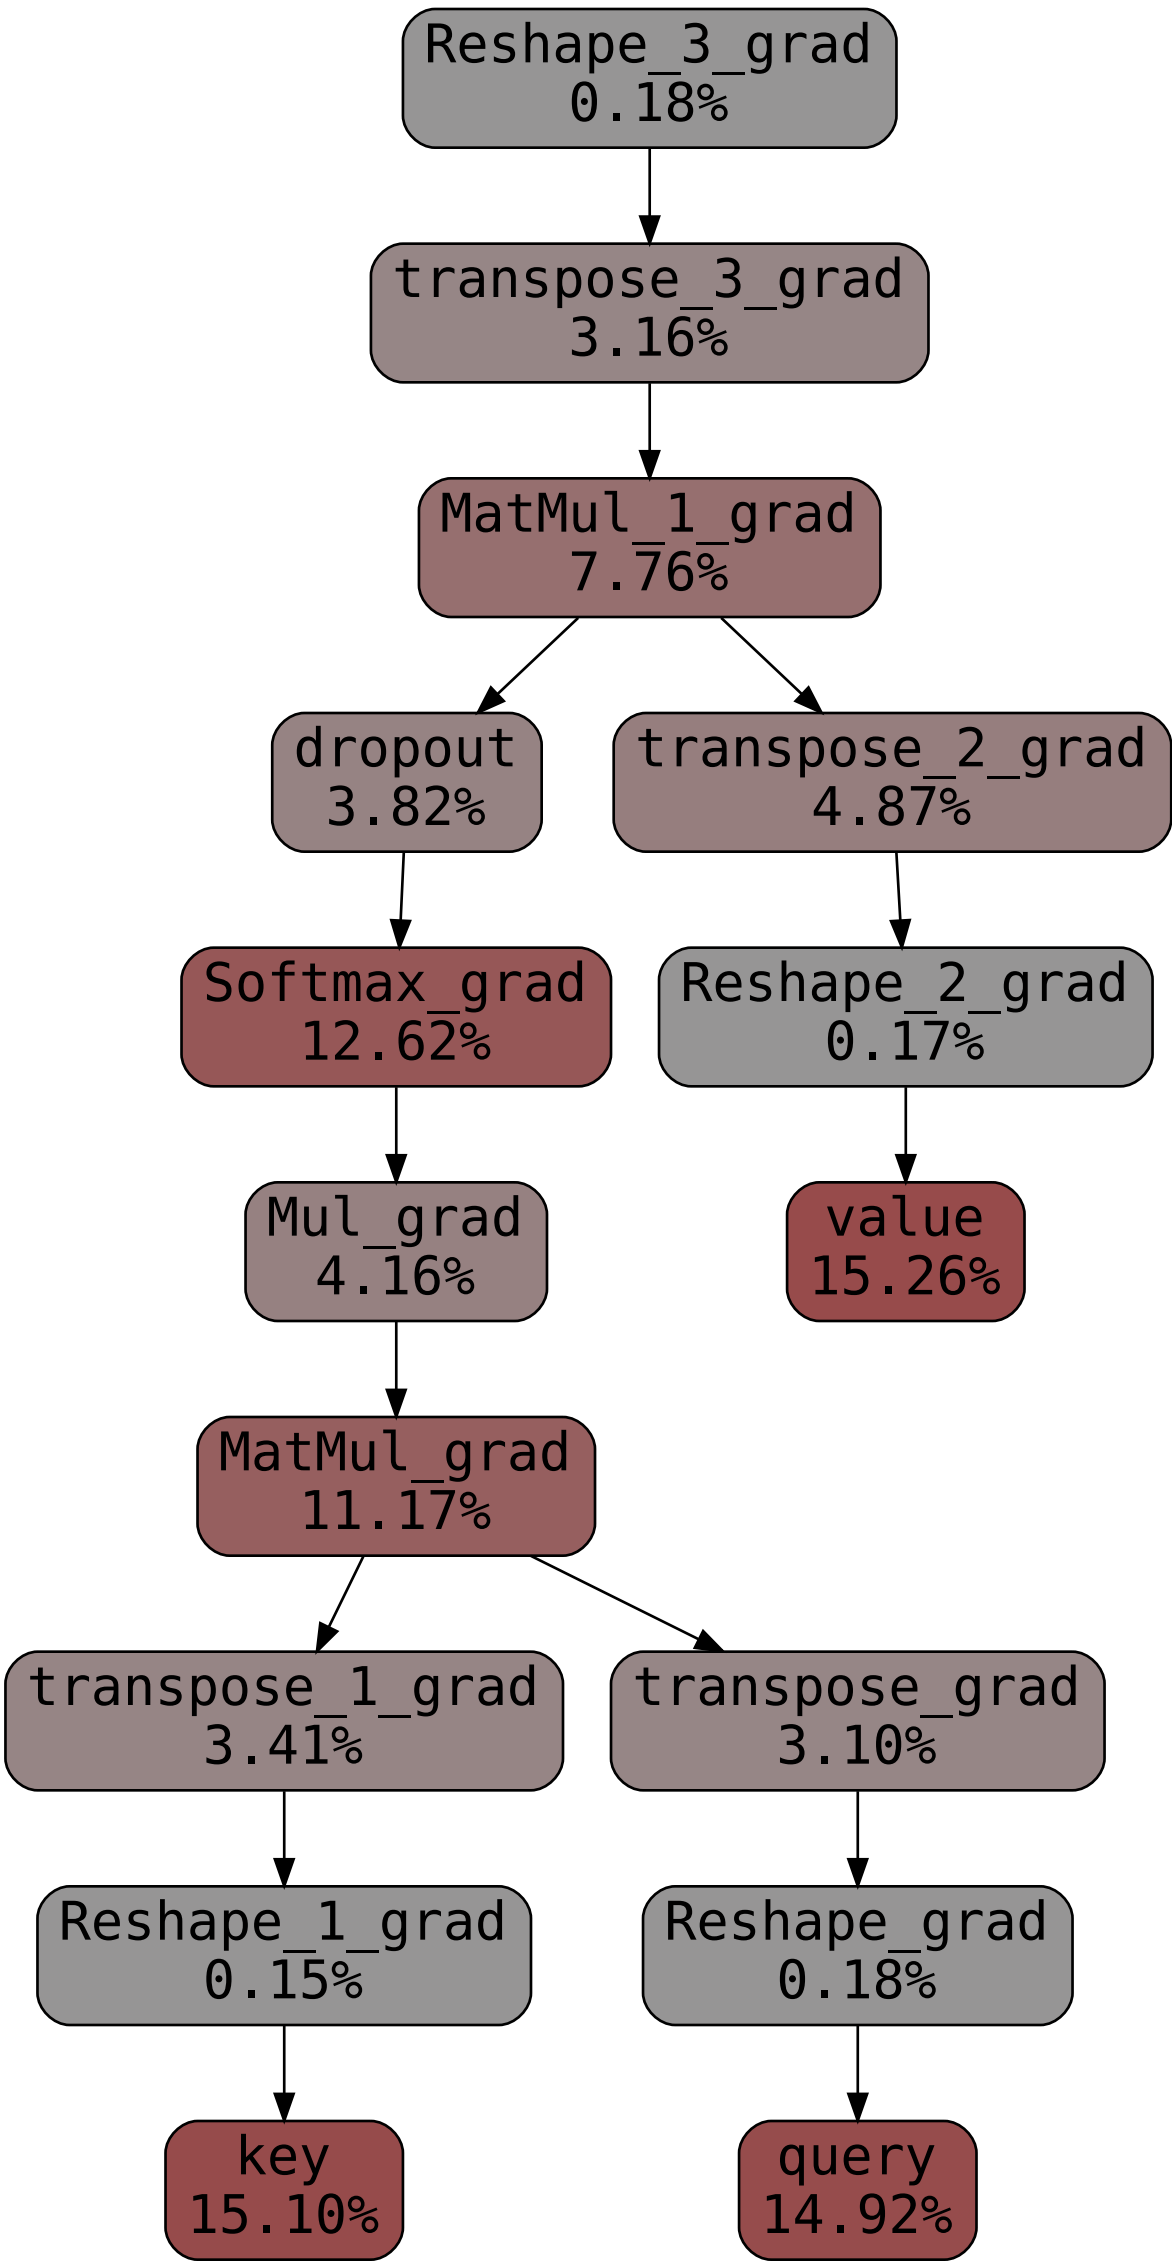 Reshape_3_grad
0.18%
transpose_3_grad
3.16%
MatMul_1_grad
7.76%
dropout
3.82%
transpose_2_grad
4.87%
Softmax_grad
12.62%
Reshape_2_grad
0.17%
Mul_grad
4.16%
value
15.26%
MatMul_grad
11.17%
transpose_1_grad
3.41%
transpose_grad
3.10%
Reshape_1_grad
0.15%
Reshape_grad
0.18%
key
15.10%
query
14.92%